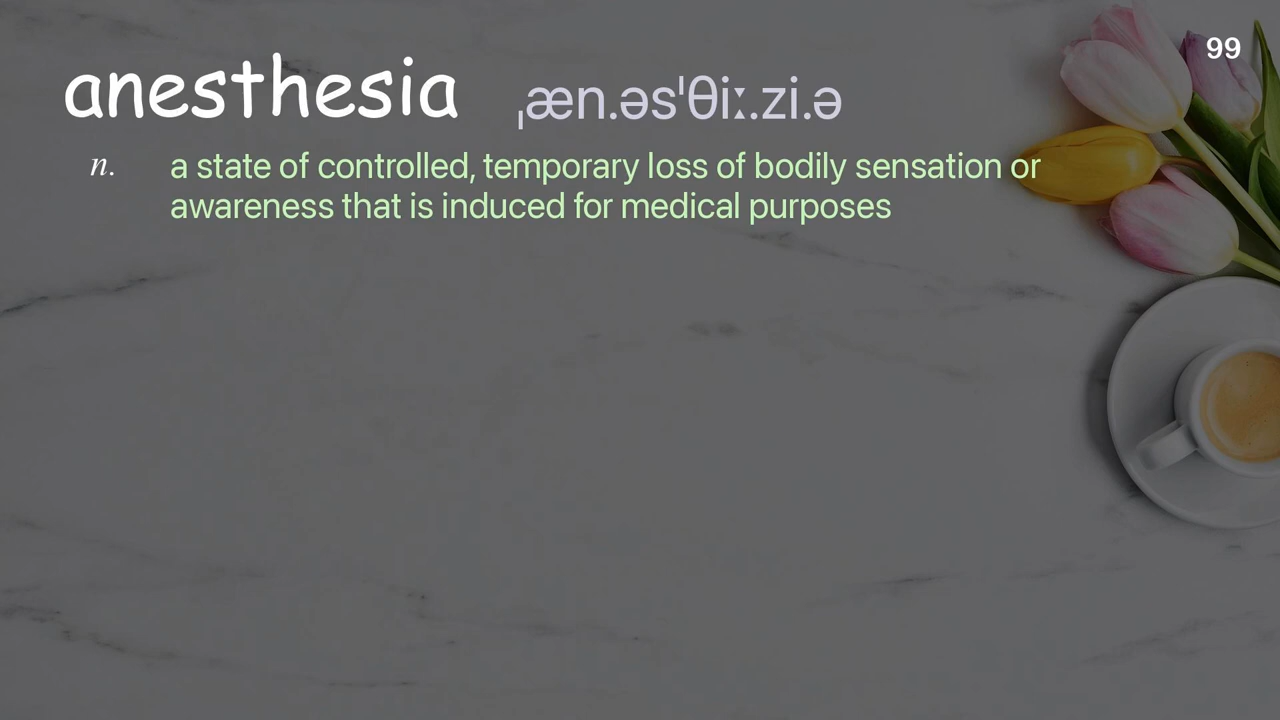 99
anesthesia ˌæn.əsˈθiː.zi.ə
n. a state of controlled, temporary loss of bodily sensation or
awareness that is induced for medical purposes